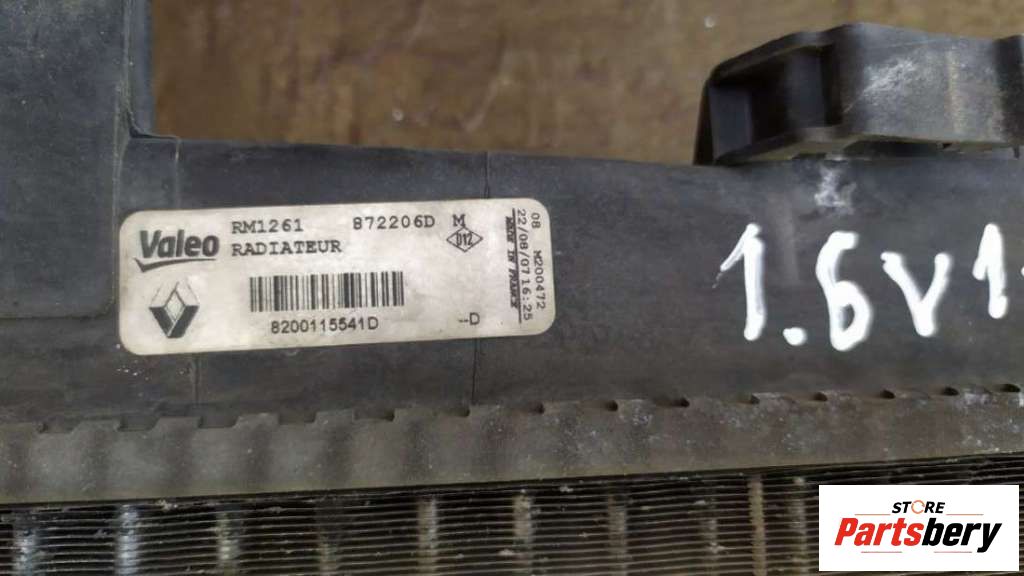 Valeo
RM1261 872206D M
RADIATEUR
D12
8200115541D --D
08 M200472
22/08/07 16:25
MADE IN FRANCE
1.6v1
STORE
Partsbery